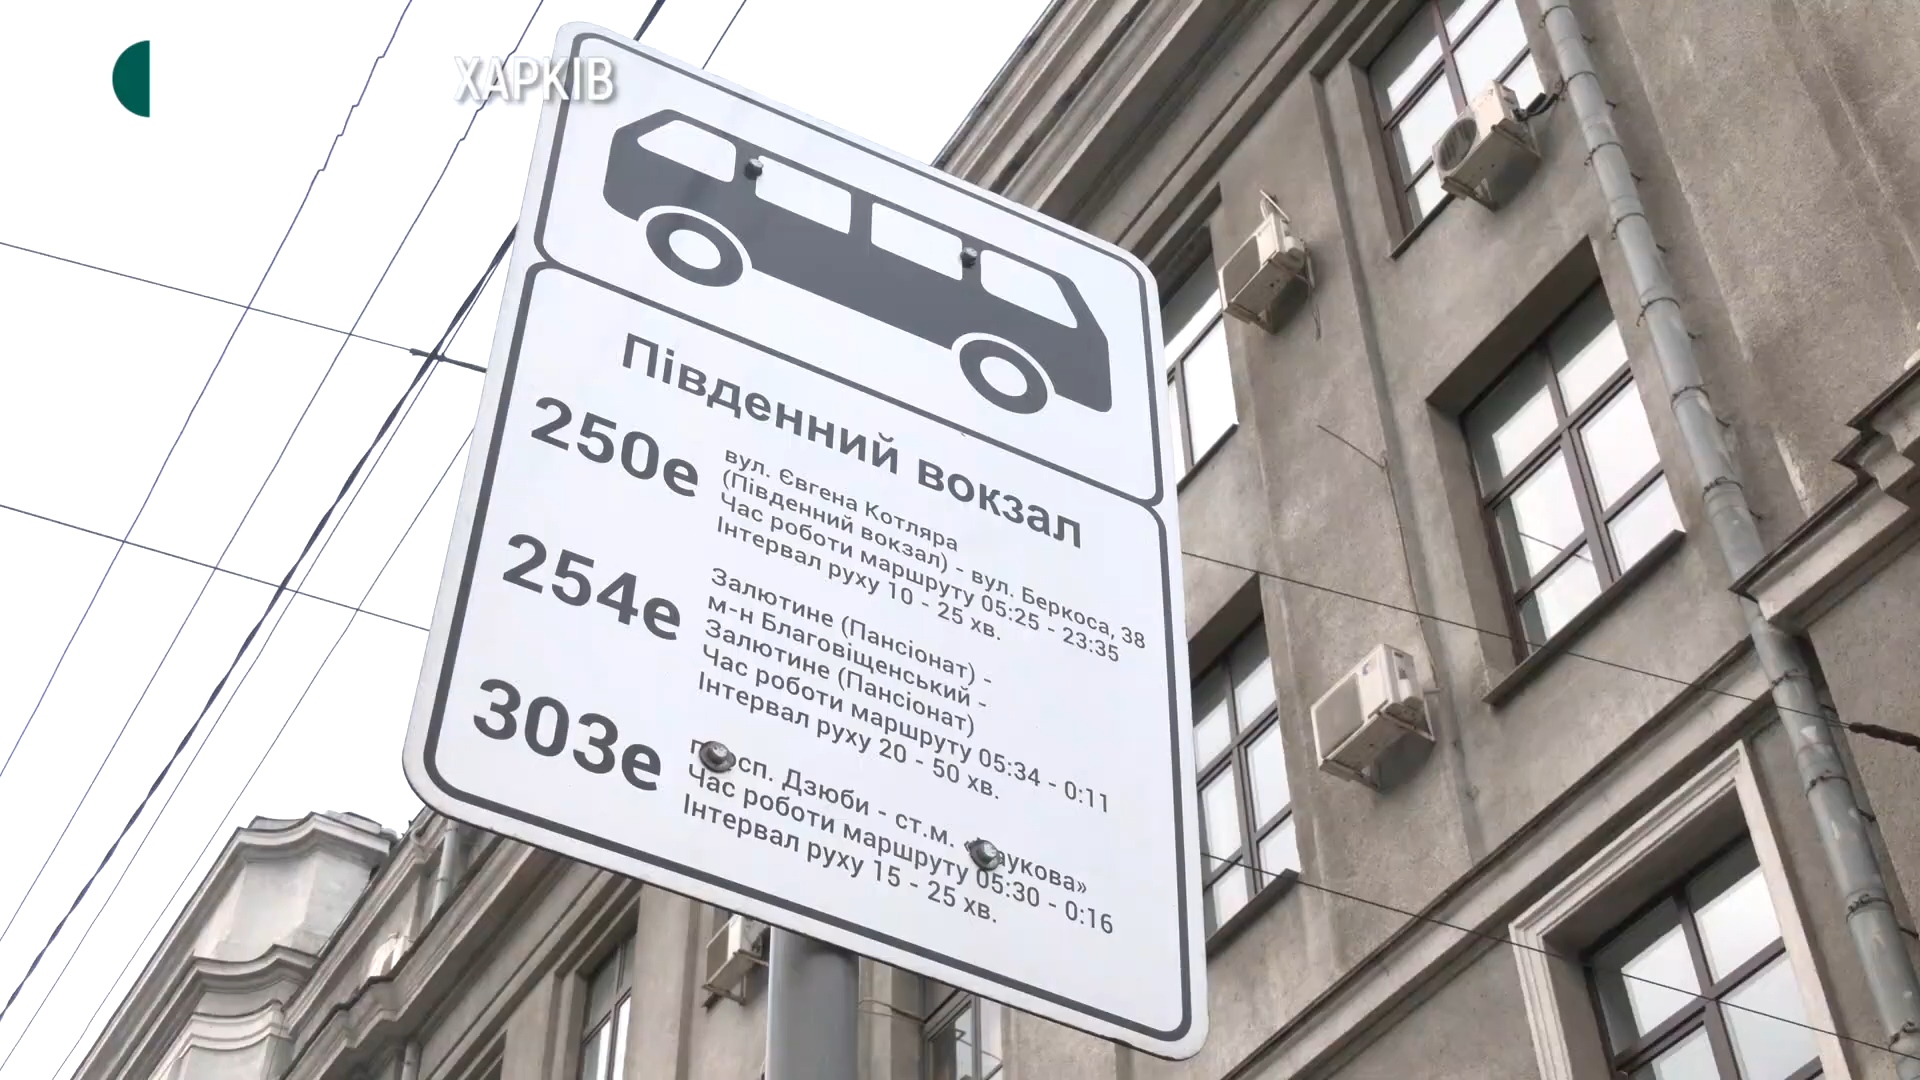 ХАРКІВ
Південний вокзал
250е
вул. Євгена Котляра
(Південний вокзал) - вул. Беркоса, 38
Час роботи маршруту 05:25 - 23:35
Інтервал руху 10 - 25 хв.
254е
Залютине (Пансіонат) -
м-н Благовіщенський -
Залютине (Пансіонат)
Час роботи маршруту 05:34 - 0:11
Інтервал руху 20 - 50 хв.
303е
просп. Дзюби - ст.м. «Наукова»
Час роботи маршруту 05:30 - 0:16
Інтервал руху 15 - 25 хв.